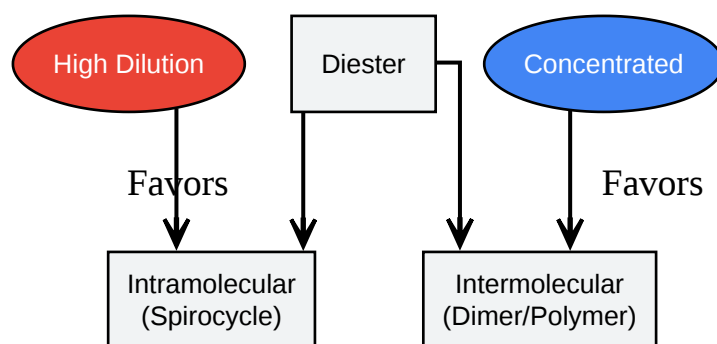 High Dilution
Diester
Concentrated
Favors
Favors
Intramolecular
(Spirocycle)
Intermolecular
(Dimer/Polymer)